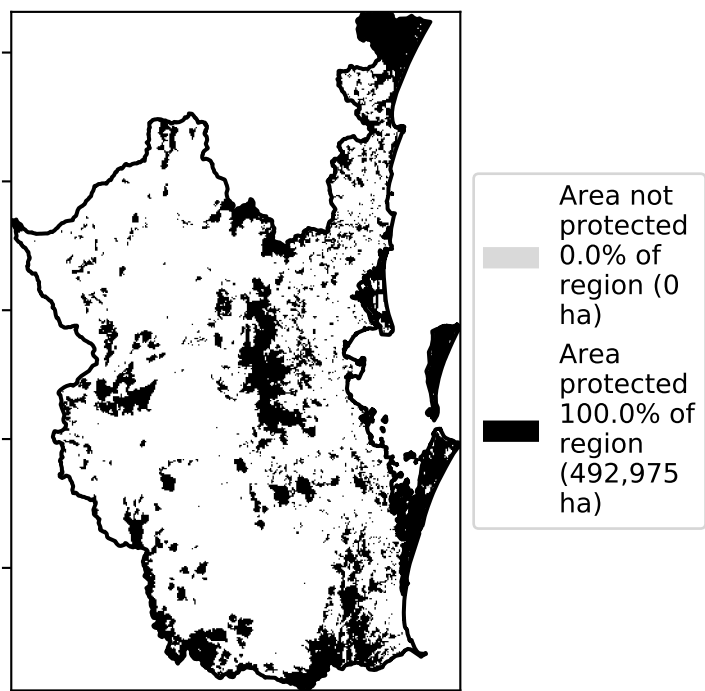 Area not
protected
0.0% of
region (0
ha)
Area
protected
100.0% of
region
(492,975
ha)